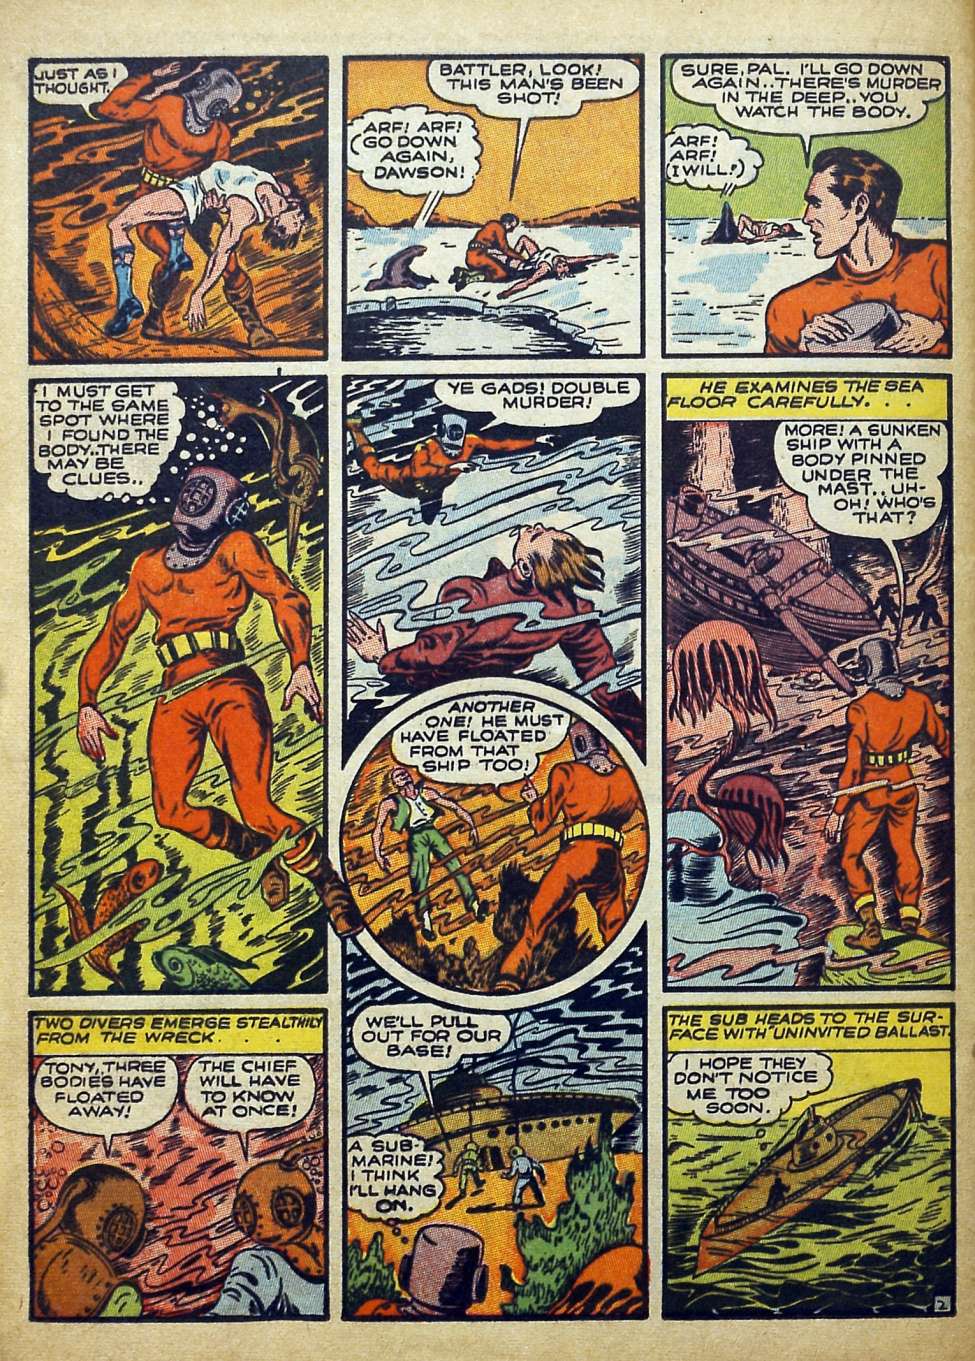 JUST AS I
THOUGHT.
BATTLER, LOOK!
THIS MAN'S BEEN
SHOT!
ARF! ARF!
GO DOWN
AGAIN,
DAWSON!
SURE, PAL. I'LL GO DOWN
AGAIN.. THERE'S MURDER
IN THE DEEP.. YOU
WATCH THE BODY.
ARF!
ARF!
(I WILL!)
I MUST GET
TO THE SAME
SPOT WHERE
I FOUND THE
BODY.. THERE
MAY BE
CLUES..
YE GADS! DOUBLE
MURDER!
ANOTHER
ONE! HE MUST
HAVE FLOATED
FROM THAT
SHIP TOO!
HE EXAMINES THE SEA
FLOOR CAREFULLY. . .
MORE! A SUNKEN
SHIP WITH A
BODY PINNED
UNDER THE
MAST.. UH-
OH! WHO'S
THAT?
TWO DIVERS EMERGE STEALTHILY
FROM THE WRECK. . . .
TONY, THREE
BODIES HAVE
FLOATED
AWAY!
THE CHIEF
WILL HAVE
TO KNOW
AT ONCE!
WE'LL PULL
OUT FOR OUR
BASE!
A SUB-
MARINE!
I THINK
I'LL HANG
ON.
THE SUB HEADS TO THE SUR-
FACE WITH UNINVITED BALLAST.
I HOPE THEY
DON'T NOTICE
ME TOO
SOON.
2